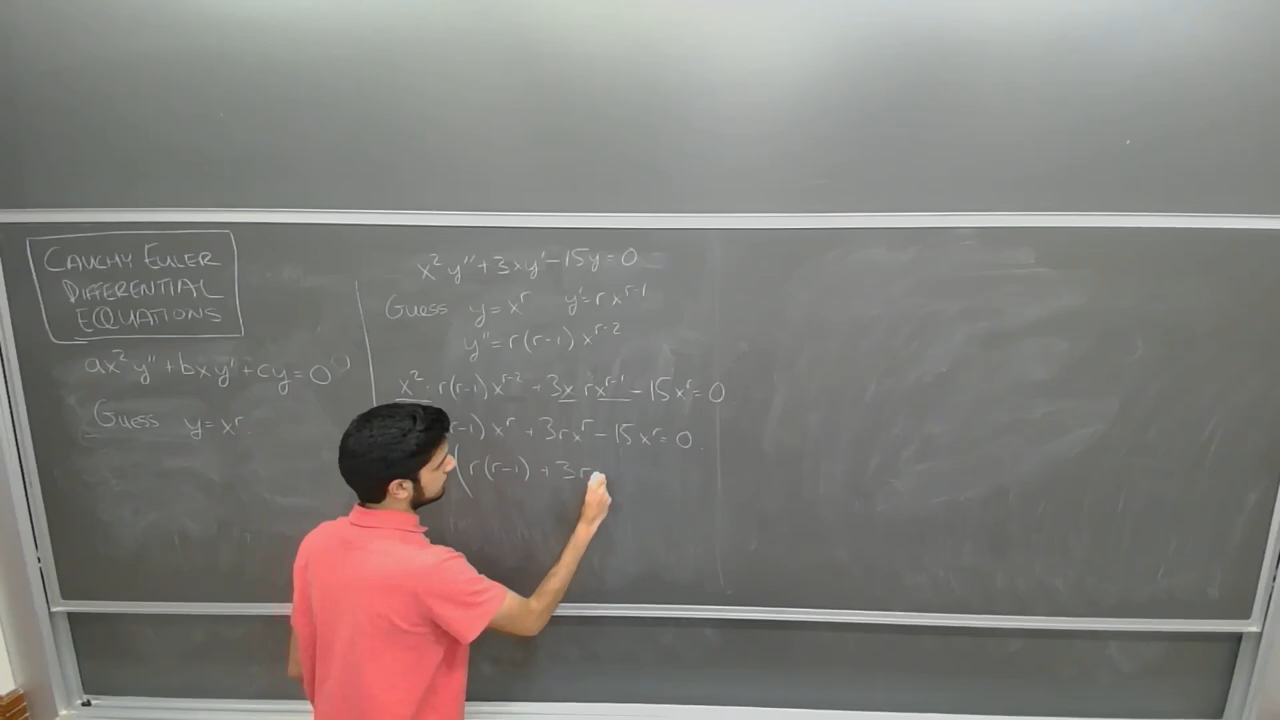 CAUCHY EULER
DIFFERENTIAL
EQUATIONS
ax²y″+bxy′+cy=0
Guess y=xʳ.
x²y″+3xy′−15y=0
Guess y=xʳ y′=rxʳ⁻¹
y″=r(r−1)xʳ⁻²
x²·r(r−1)xʳ⁻²+3x rxʳ⁻¹−15xʳ=0
−1)xʳ+3rxʳ−15xʳ=0.
(r(r−1)+3r